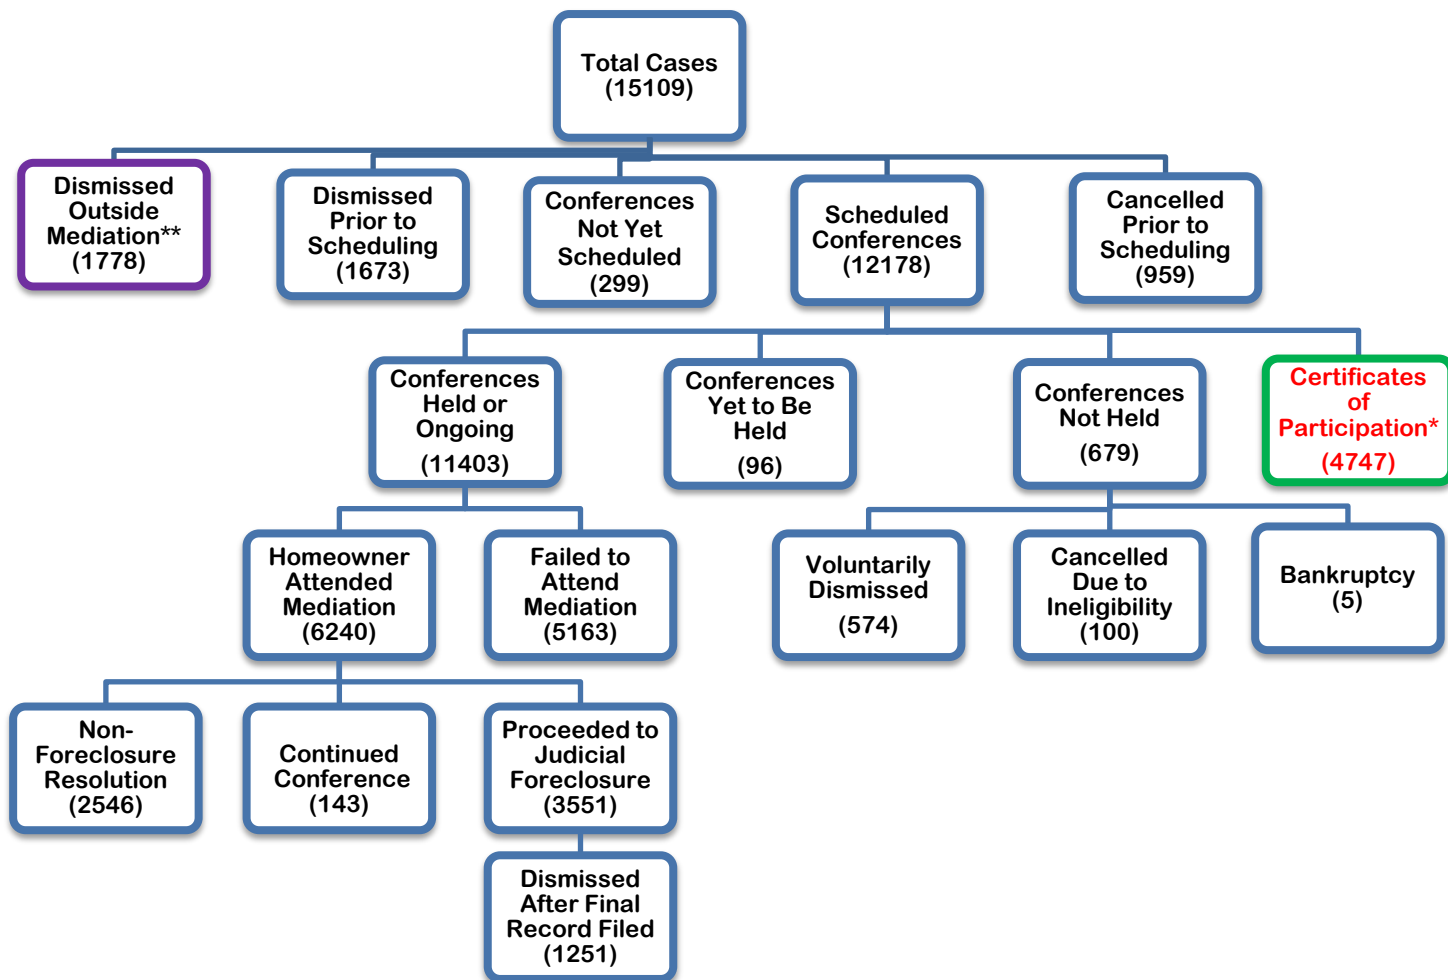 Total Cases
(15109)
Dismissed
Outside
Mediation**
(1778)
Dismissed
Prior to
Scheduling
(1673)
Conferences
Not Yet
Scheduled
(299)
Scheduled
Conferences
(12178)
Cancelled
Prior to
Scheduling
(959)
Conferences
Held or
Ongoing
(11403)
Conferences
Yet to Be
Held
(96)
Conferences
Not Held
(679)
Certificates
of
Participation*
(4747)
Homeowner
Attended
Mediation
(6240)
Failed to
Attend
Mediation
(5163)
Voluntarily
Dismissed
(574)
Cancelled
Due to
Ineligibility
(100)
Bankruptcy
(5)
Non-
Foreclosure
Resolution
(2546)
Continued
Conference
(143)
Proceeded to
Judicial
Foreclosure
(3551)
Dismissed
After Final
Record Filed
(1251)